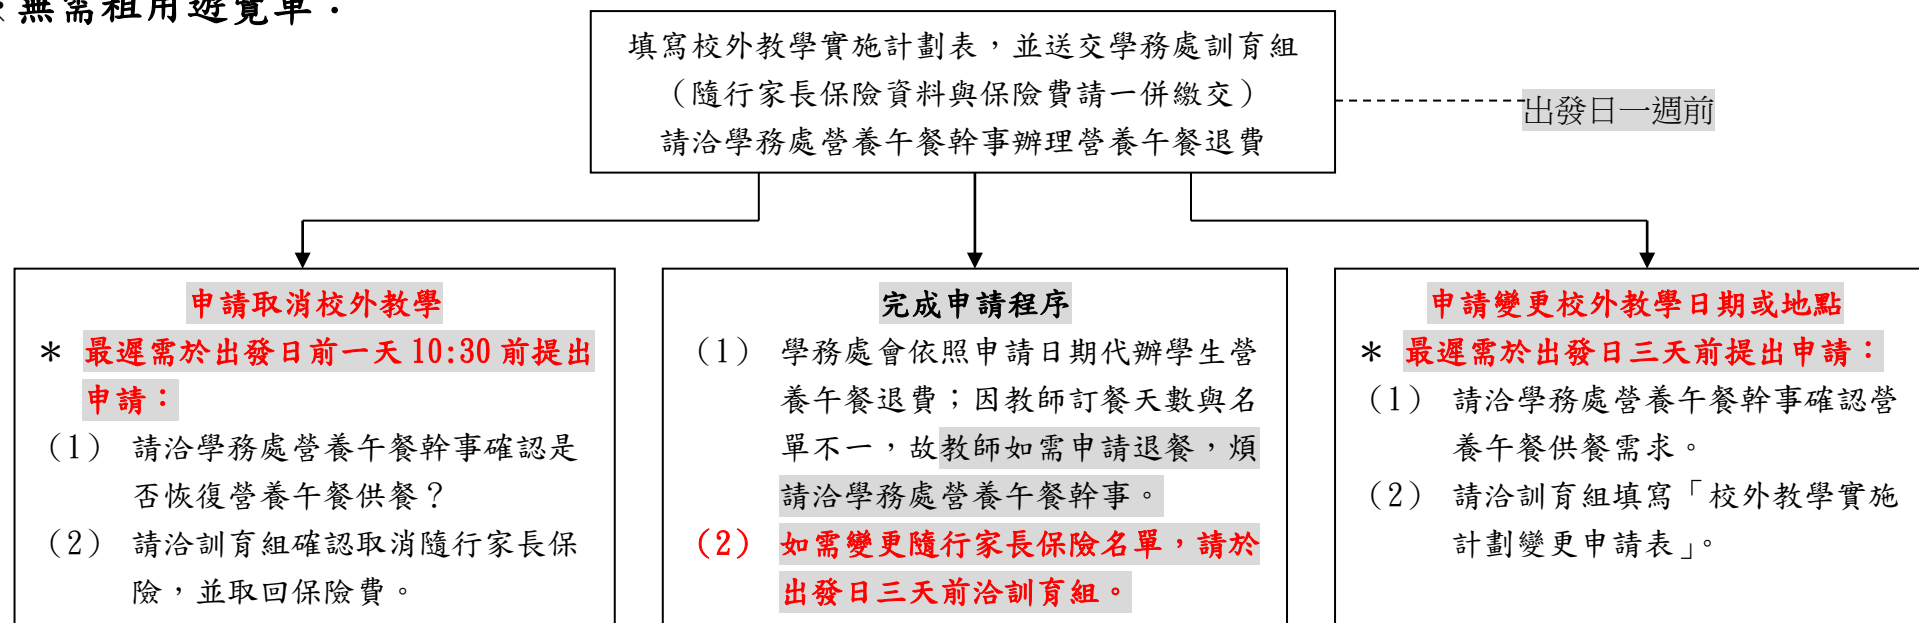 ※無需租用遊覽車：
填寫校外教學實施計劃表，並送交學務處訓育組
（隨行家長保險資料與保險費請一併繳交）
請洽學務處營養午餐幹事辦理營養午餐退費
出發日一週前
申請取消校外教學
＊ 最遲需於出發日前一天 10:30 前提出
申請：
（1） 請洽學務處營養午餐幹事確認是
否恢復營養午餐供餐？
（2） 請洽訓育組確認取消隨行家長保
險，並取回保險費。
完成申請程序
（1） 學務處會依照申請日期代辦學生營
養午餐退費；因教師訂餐天數與名
單不一，故教師如需申請退餐，煩
請洽學務處營養午餐幹事。
（2） 如需變更隨行家長保險名單，請於
出發日三天前洽訓育組。
申請變更校外教學日期或地點
＊ 最遲需於出發日三天前提出申請：
（1） 請洽學務處營養午餐幹事確認營
養午餐供餐需求。
（2） 請洽訓育組填寫「校外教學實施
計劃變更申請表」。